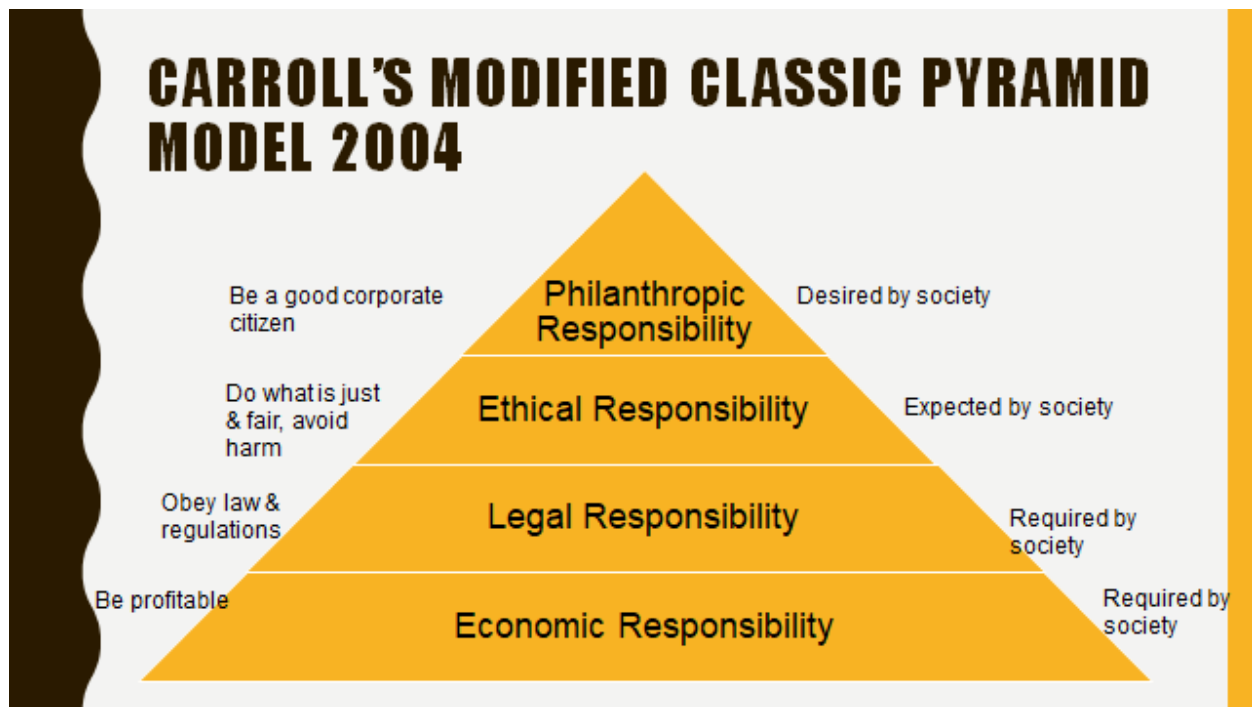 CARROLL'S MODIFIED CLASSIC PYRAMID
MODEL 2004
Be a good corporate
citizen
Philanthropic
Responsibility
Desired by society
Do what is just
& fair, avoid
harm
Ethical Responsibility
Expected by society
Obey law &
regulations
Legal Responsibility
Required by
society
Be profitable
Economic Responsibility
Required by
society